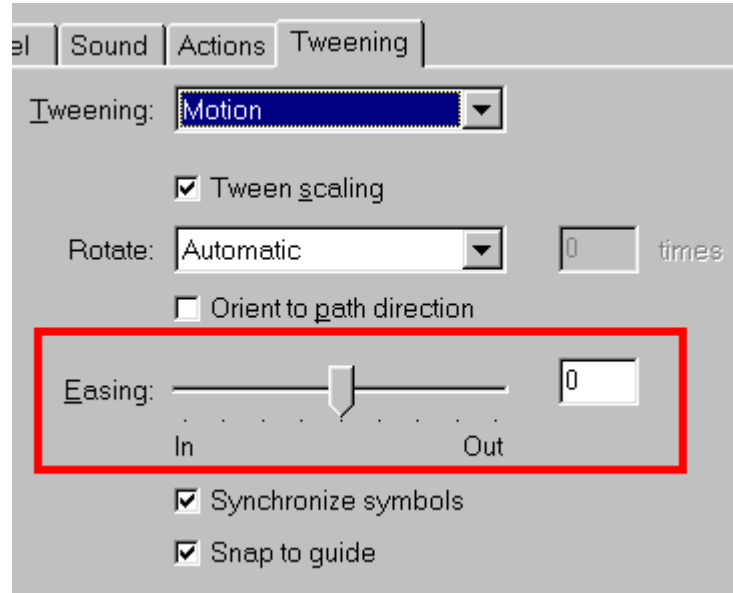 el Sound Actions Tweening
Tweening: Motion
Tween scaling
Rotate: Automatic 0 times
Orient to path direction
Easing: 0
In Out
Synchronize symbols
Snap to guide